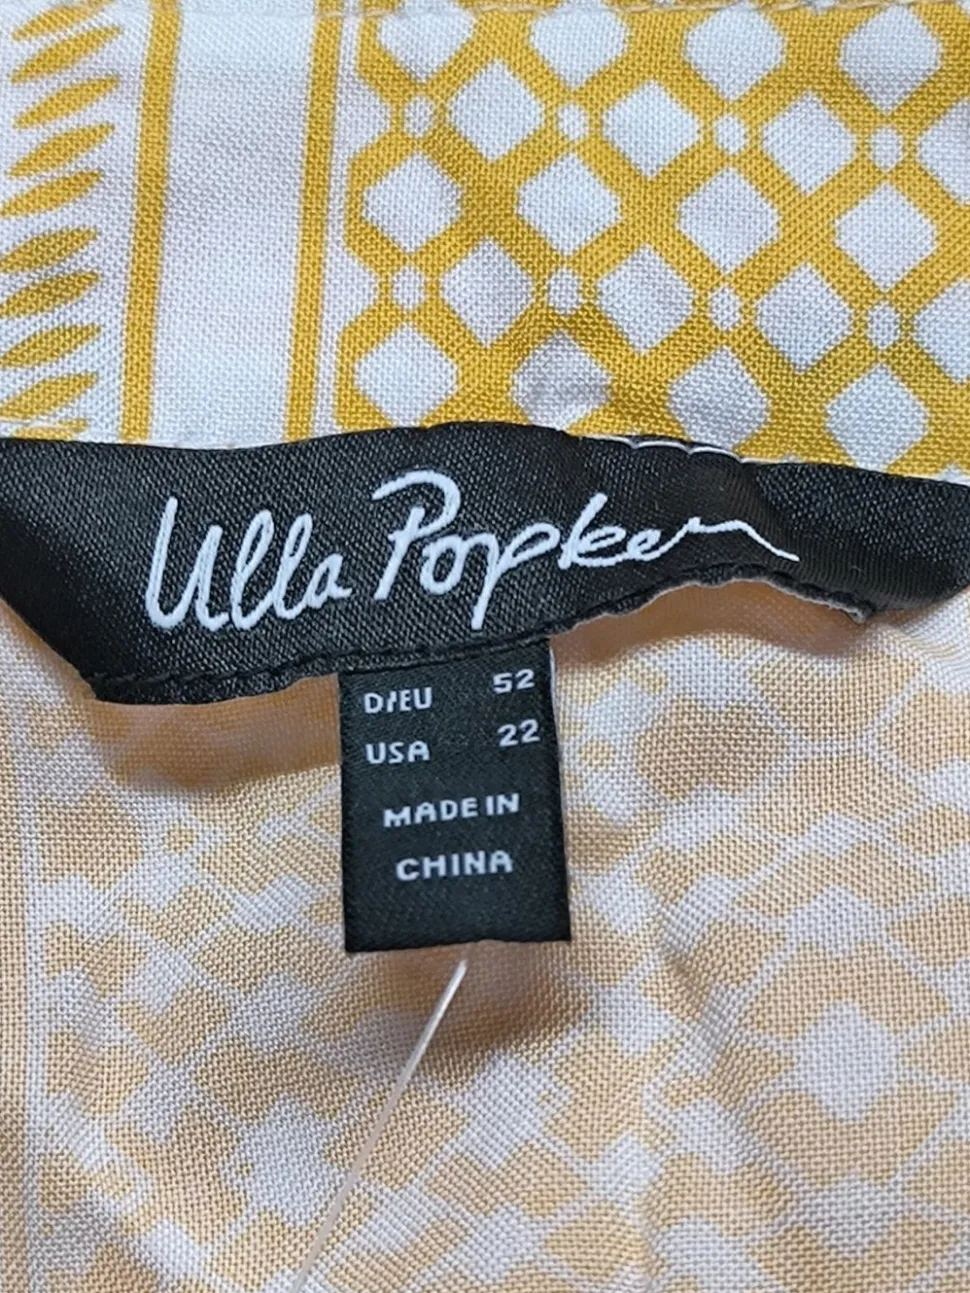 Ulla Popken
D/EU 52
USA 22
MADE IN
CHINA